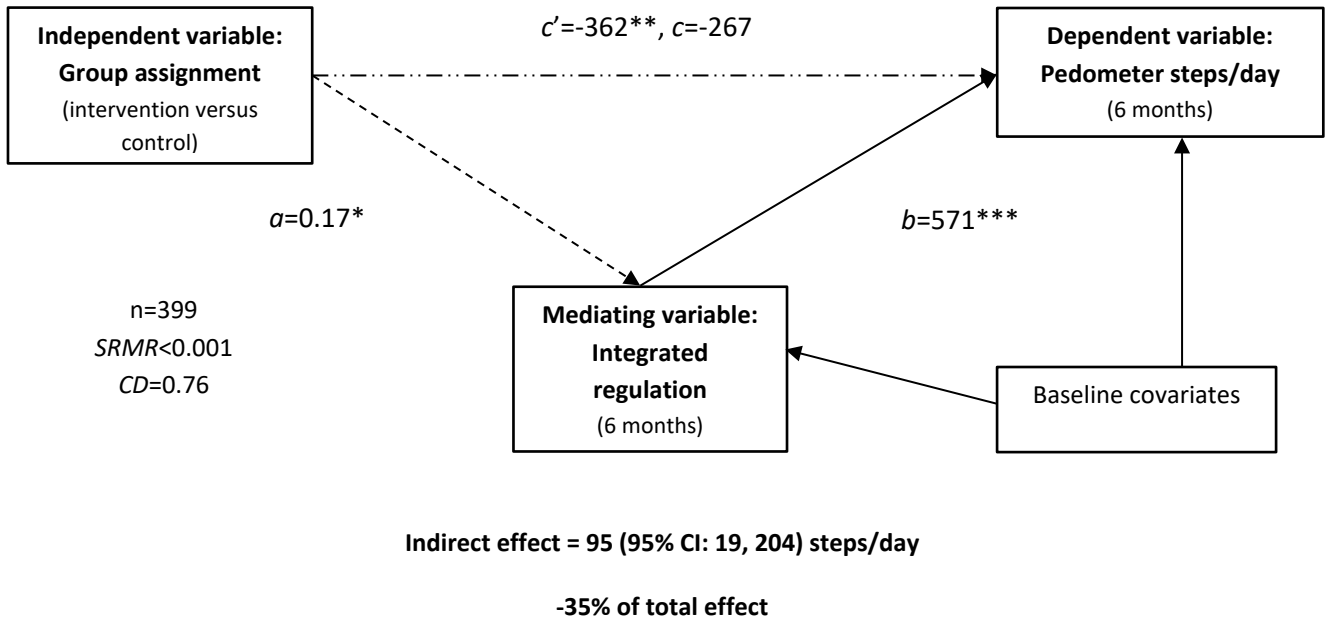 Independent variable:
Group assignment
(intervention versus
control)
c’=-362**, c=-267
Dependent variable:
Pedometer steps/day
(6 months)
a=0.17*
b=571***
n=399
SRMR<0.001
CD=0.76
Mediating variable:
Integrated
regulation
(6 months)
Baseline covariates
Indirect effect = 95 (95% CI: 19, 204) steps/day
-35% of total effect